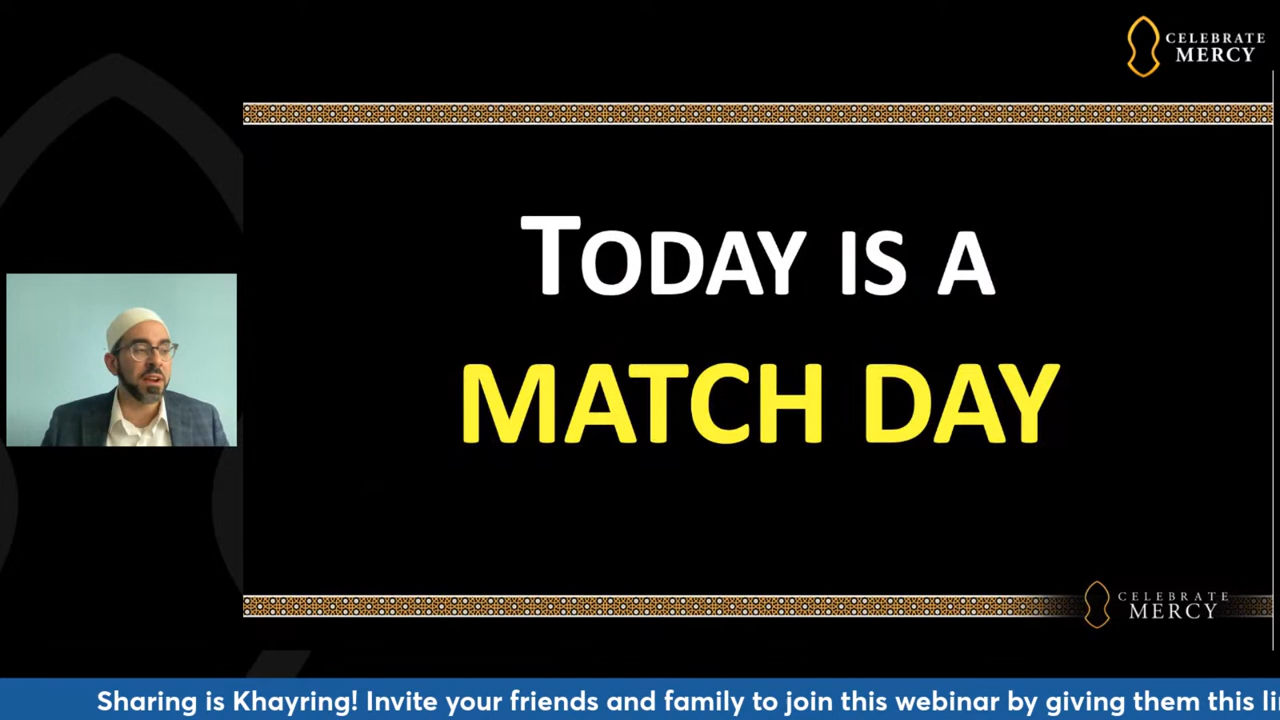 CELEBRATE
MERCY
TODAY IS A
MATCH DAY
CELEBRATE
MERCY
Sharing is Khayring! Invite your friends and family to join this webinar by giving them this